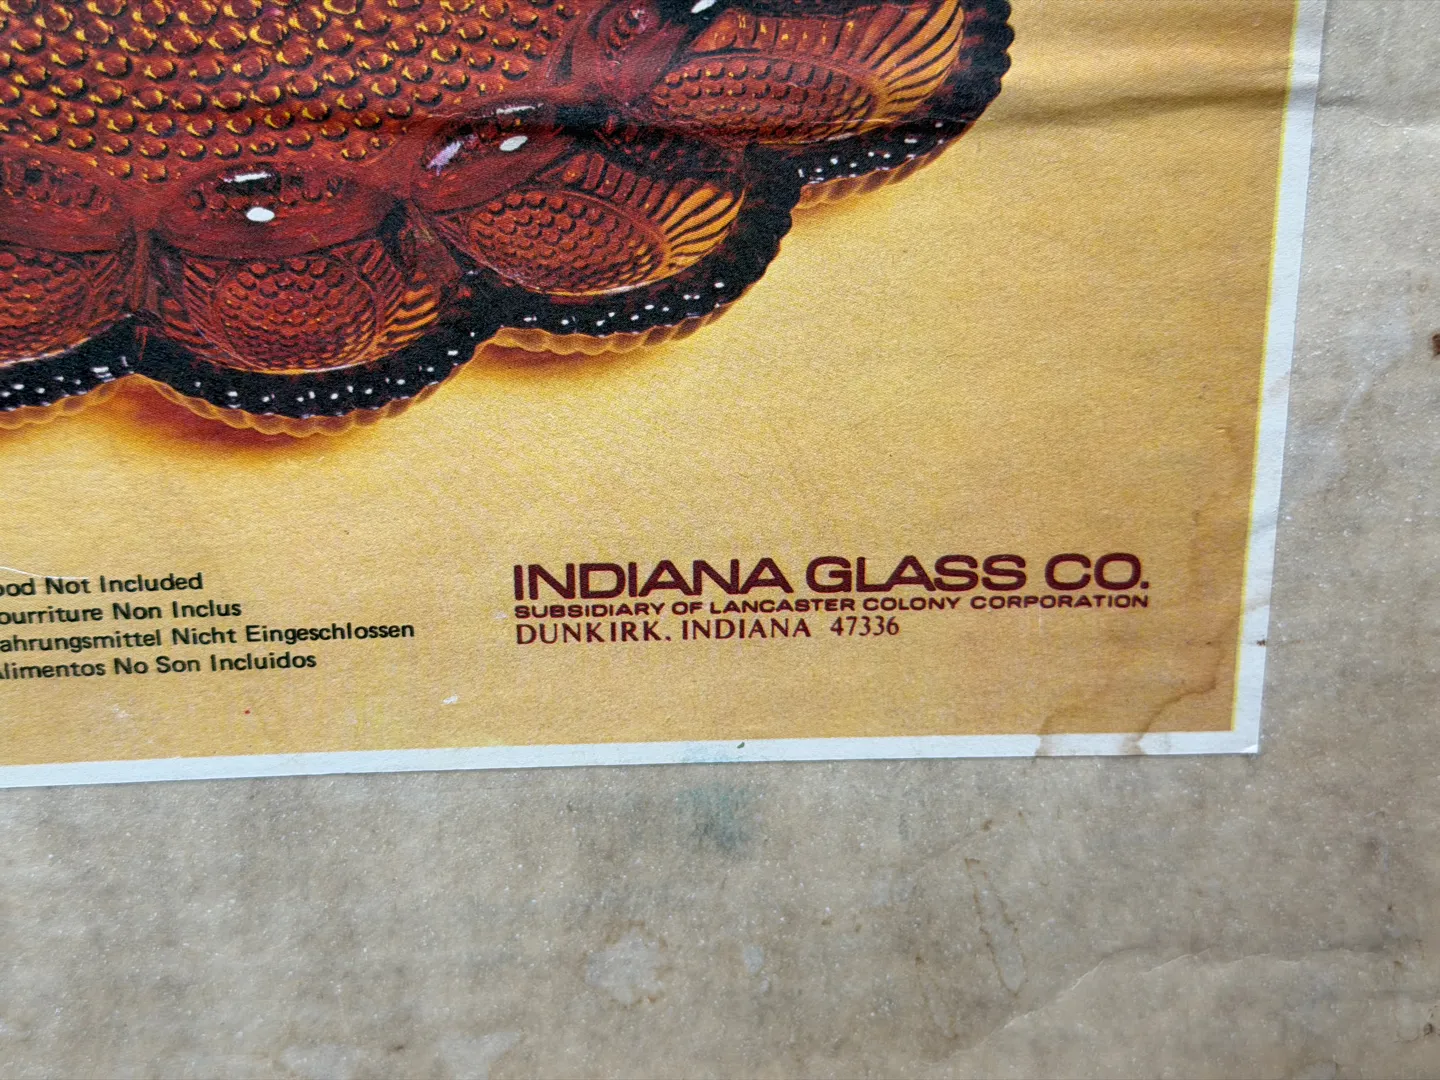 ood Not Included
ourriture Non Inclus
ahrungsmittel Nicht Eingeschlossen
limentos No Son Incluidos
INDIANA GLASS CO.
SUBSIDIARY OF LANCASTER COLONY CORPORATION
DUNKIRK, INDIANA 47336